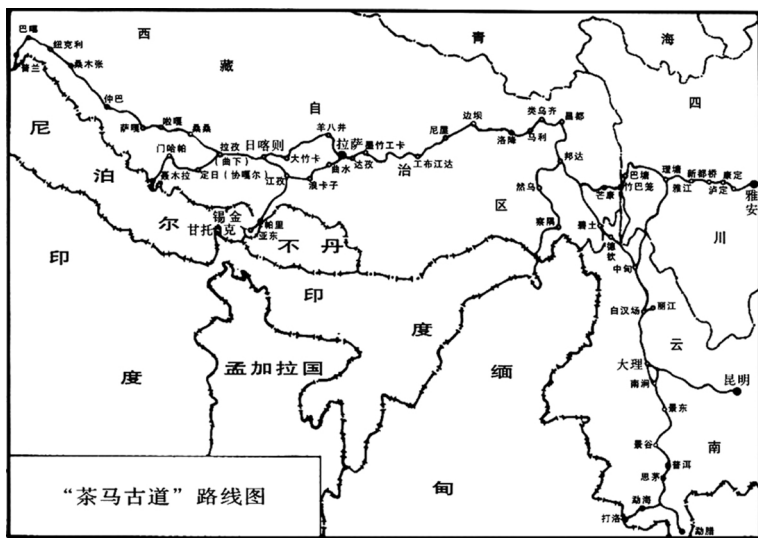 西
藏
自
治
区
青
海
四
川
云
南
尼
泊
尔
印
度
锡金
甘托克
不丹
印
度
孟加拉国
缅
甸
巴嘎
普兰
纽克利
桑木张
仲巴
萨嘎
啦嘎
桑桑
门哈帕
聂木拉
定日（协嘎尔）
拉孜
（曲下）
日喀则
江孜
帕里
亚东
大竹卡
羊八井
浪卡子
曲水
拉萨
达孜
墨竹工卡
工布江达
尼屋
边坝
洛隆
马利
类乌齐
昌都
邦达
然乌
察隅
芒康
巴塘
竹巴笼
理塘
雅江
新都桥
泸定
康定
雅安
碧土
德钦
中甸
白汉场
丽江
大理
南涧
昆明
景东
景谷
普洱
思茅
勐海
打洛
勐腊
“茶马古道”路线图